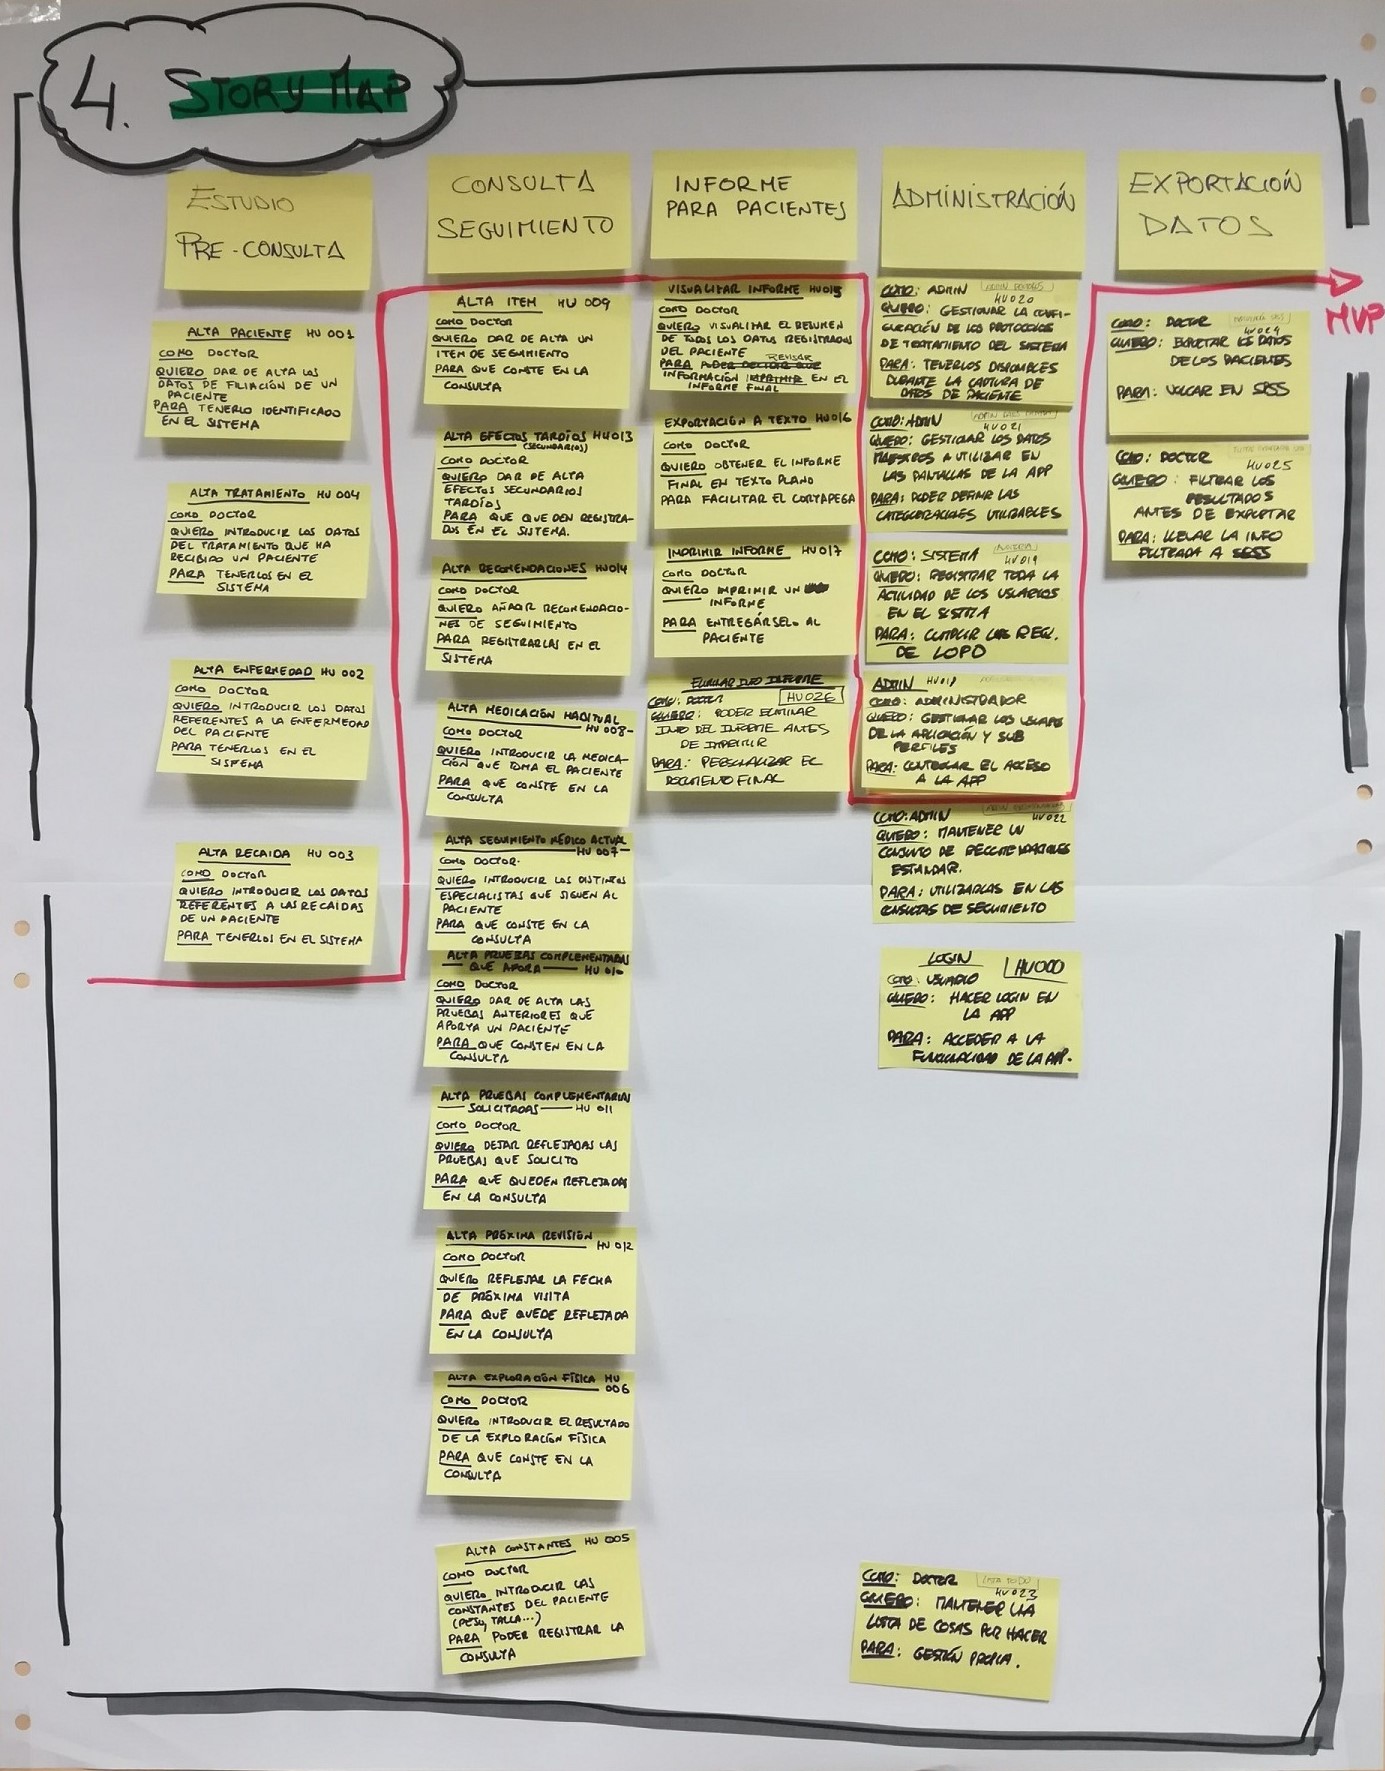 4. STORY MAP
ESTUDIO
PRE-CONSULTA
ALTA PACIENTE HU 001
COMO DOCTOR
QUIERO DAR DE ALTA LOS
DATOS DE FILIACIÓN DE UN
PACIENTE
PARA TENERLO IDENTIFICADO
EN EL SISTEMA
ALTA TRATAMIENTO HU 004
COMO DOCTOR
QUIERO INTRODUCIR LOS DATOS
DEL TRATAMIENTO QUE HA
RECIBIDO UN PACIENTE
PARA TENERLOS EN EL
SISTEMA
ALTA ENFERMEDAD HU 002
COMO DOCTOR
QUIERO INTRODUCIR LOS DATOS
REFERENTES A LA ENFERMEDAD
DEL PACIENTE
PARA TENERLOS EN EL
SISTEMA
ALTA RECAIDA HU 003
COMO DOCTOR
QUIERO INTRODUCIR LOS DATOS
REFERENTES A LAS RECAIDAS
DE UN PACIENTE
PARA TENERLOS EN EL SISTEMA
CONSULTA
SEGUIMIENTO
ALTA ITEM HU 009
COMO DOCTOR
QUIERO DAR DE ALTA UN
ITEM DE SEGUIMIENTO
PARA QUE CONSTE EN LA
CONSULTA
ALTA EFECTOS TARDÍOS HU013
(SECUNDARIOS)
COMO DOCTOR
QUIERO DAR DE ALTA
EFECTOS SECUNDARIOS
TARDÍOS
PARA QUE QUEDEN REGISTRA-
DOS EN EL SISTEMA.
ALTA RECOMENDACIONES HU014
COMO DOCTOR
QUIERO AÑADIR RECOMENDACIO-
NES DE SEGUIMIENTO
PARA REGISTRARLAS EN EL
SISTEMA
ALTA MEDICACIÓN HABITUAL
HU 008-
COMO DOCTOR
QUIERO INTRODUCIR LA MEDICA-
CIÓN QUE TOMA EL PACIENTE
PARA QUE CONSTE EN LA
CONSULTA
ALTA SEGUIMIENTO MÉDICO ACTUAL
HU 007-
COMO DOCTOR.
QUIERO INTRODUCIR LOS DISTINTOS
ESPECIALISTAS QUE SIGUEN AL
PACIENTE
PARA QUE CONSTE EN LA
CONSULTA
ALTA PRUEBAS COMPLEMENTARIAS
QUE APORTA HU 010
COMO DOCTOR
QUIERO DAR DE ALTA LAS
PRUEBAS ANTERIORES QUE
APORTA UN PACIENTE
PARA QUE CONSTEN EN LA
CONSULTA
ALTA PRUEBAS COMPLEMENTARIAS
SOLICITADAS HU 011
COMO DOCTOR
QUIERO DEJAR REFLEJADAS LAS
PRUEBAS QUE SOLICITO
PARA QUE QUEDEN REFLEJADAS
EN LA CONSULTA
ALTA PRÓXIMA REVISIÓN
HU 012
COMO DOCTOR
QUIERO REFLEJAR LA FECHA
DE PRÓXIMA VISITA
PARA QUE QUEDE REFLEJADA
EN LA CONSULTA
ALTA EXPLORACIÓN FÍSICA HU
006
COMO DOCTOR
QUIERO INTRODUCIR EL RESULTADO
DE LA EXPLORACIÓN FÍSICA
PARA QUE CONSTE EN LA
CONSULTA
ALTA CONSTANTES HU 005
COMO DOCTOR
QUIERO INTRODUCIR LAS
CONSTANTES DEL PACIENTE
(PESO, TALLA...)
PARA PODER REGISTRAR LA
CONSULTA
INFORME
PARA PACIENTES
VISUALIZAR INFORME HU015
COMO DOCTOR
QUIERO VISUALIZAR EL RESUMEN
DE TODOS LOS DATOS REGISTRADOS
DEL PACIENTE
REVISAR
PARA
INFORMACIÓN IMPRIMIR EN EL
INFORME FINAL
EXPORTACIÓN A TEXTO HU016
COMO DOCTOR
QUIERO OBTENER EL INFORME
FINAL EN TEXTO PLANO
PARA FACILITAR EL CORTAPEGA
IMPRIMIR INFORME HU017
COMO DOCTOR
QUIERO IMPRIMIR UN
INFORME
PARA ENTREGÁRSELO AL
PACIENTE
ELIMINAR INFO INFORME
COMO: DOCTOR HU026
QUIERO: PODER ELIMINAR
INFO DEL INFORME ANTES
DE IMPRIMIR
PARA: PERSONALIZAR EL
DOCUMENTO FINAL
ADMINISTRACIÓN
COMO: ADMIN
HU020
QUIERO: GESTIONAR LA CONFI-
GURACIÓN DE LOS PROTOCOLOS
DE TRATAMIENTO DEL SISTEMA
PARA: TENERLOS DISPONIBLES
DURANTE LA CAPTURA DE
DATOS DE PACIENTE
COMO: ADMIN
HU021
QUIERO: GESTIONAR LOS DATOS
MAESTROS A UTILIZAR EN
LAS PANTALLAS DE LA APP
PARA: PODER DEFINIR LAS
CATEGORIZACIONES UTILIZABLES
COMO: SISTEMA
HU019
QUIERO: REGISTRAR TODA LA
ACTIVIDAD DE LOS USUARIOS
EN EL SISTEMA
PARA: CUMPLIR LOS REQ.
DE LOPD
ADMIN HU018
COMO: ADMINISTRADOR
QUIERO: GESTIONAR LOS USUARIOS
DE LA APLICACIÓN Y SUB
PERFILES
PARA: CONTROLAR EL ACCESO
A LA APP
COMO: ADMIN HU022
QUIERO: MANTENER UN
CONJUNTO DE RECOMENDACIONES
ESTANDAR.
PARA: UTILIZARLAS EN LAS
CONSULTAS DE SEGUIMIENTO
LOGIN HU000
COMO: USUARIO
QUIERO: HACER LOGIN EN
LA APP
PARA: ACCEDER A LA
FUNCIONALIDAD DE LA APP.
COMO: DOCTOR LISTA TO DO
HU023
QUIERO: MANTENER UNA
LISTA DE COSAS POR HACER
PARA: GESTIÓN PROPIA.
EXPORTACIÓN
DATOS
COMO: DOCTOR
HU024
QUIERO: EXPORTAR LOS DATOS
DE LOS PACIENTES
PARA: VOLCAR EN SPSS
COMO: DOCTOR
HU025
QUIERO: FILTRAR LOS
RESULTADOS
ANTES DE EXPORTAR
PARA: LLEVAR LA INFO
FILTRADA A SPSS
MVP